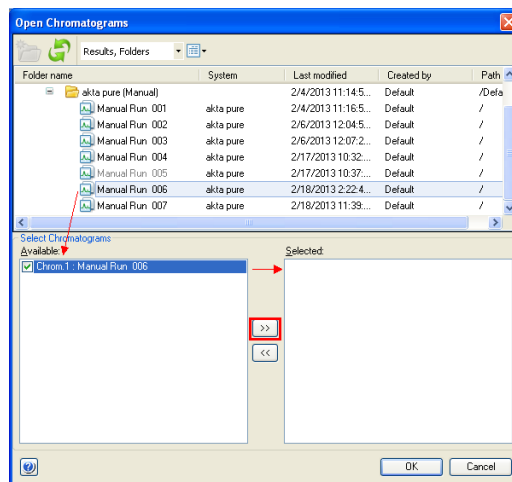 Open Chromatograms
Results, Folders
Folder name System Last modified Created by Path
akta pure (Manual) 2/4/2013 11:14:5... Default /Defa
Manual Run 001 akta pure 2/4/2013 11:16:5... Default /
Manual Run 002 akta pure 2/6/2013 12:04:5... Default /
Manual Run 003 akta pure 2/6/2013 12:07:2... Default /
Manual Run 004 akta pure 2/17/2013 10:32:... Default /
Manual Run 005 akta pure 2/17/2013 10:37:... Default /
Manual Run 006 akta pure 2/18/2013 2:22:4... Default /
Manual Run 007 akta pure 2/18/2013 11:39:... Default /
Select Chromatograms
Available: Selected:
Chrom.1 : Manual Run 006
>>
<<
OK Cancel